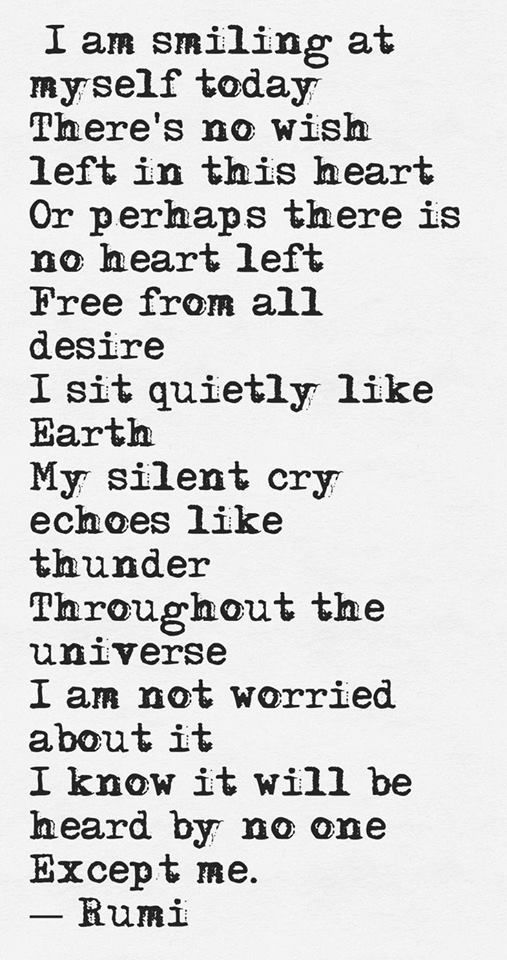 I am smiling at
myself today
There's no wish
left in this heart
Or perhaps there is
no heart left
Free from all
desire
I sit quietly like
Earth
My silent cry
echoes like
thunder
Throughout the
universe
I am not worried
about it
I know it will be
heard by no one
Except me.
— Rumi